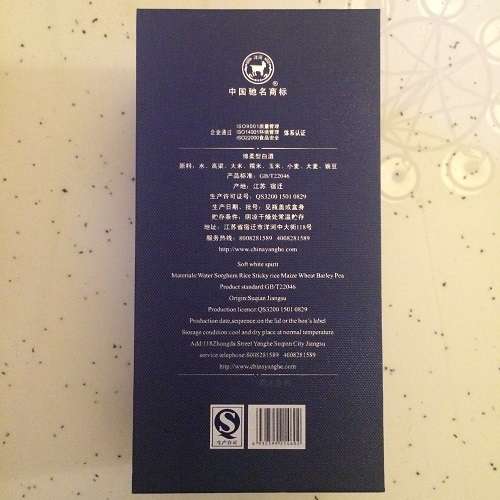 洋河
®
中国驰名商标
企业通过 ISO9001质量管理 ISO14001环境管理 ISO22000食品安全 体系认证
绵柔型白酒
原料：水、高粱、大米、糯米、玉米、小麦、大麦、豌豆
产品标准：GB/T22046
产地：江苏 宿迁
生产许可证号：QS3200 1501 0829
生产日期、批号：见瓶盖或盒身
贮存条件：阴凉干燥处常温贮存
地址：江苏省宿迁市洋河中大街118号
服务热线：8008281589 4008281589
http://www.chinayanghe.com
Soft white spirit
Materials:Water Sorghum Rice Sticky rice Maize Wheat Barley Pea
Product standard:GB/T22046
Origin:Suqian Jiangsu
Production licence:QS3200 1501 0829
Production date,sequence:on the lid or the box's label
Storage condition:cool and dry place at normal temperature
Add:118Zhongda Street Yanghe Suqian City Jiangsu
service telephone:8008281589 4008281589
http://www.chinayanghe.com
QS
生产许可